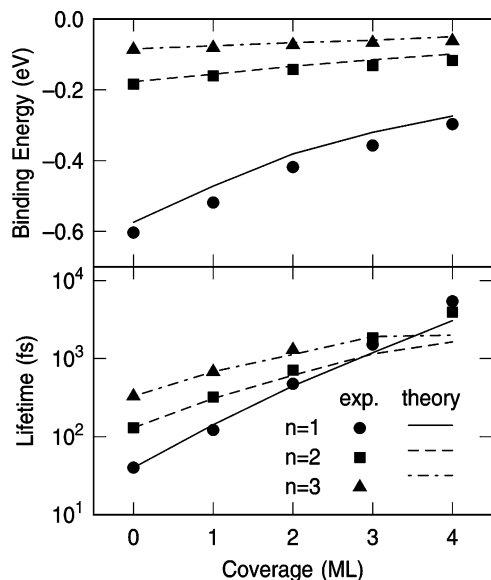 0.0
−0.2
−0.4
−0.6
Binding Energy (eV)
10⁴
10³
10²
10¹
Lifetime (fs)
exp. theory
n=1
n=2
n=3
0 1 2 3 4
Coverage (ML)